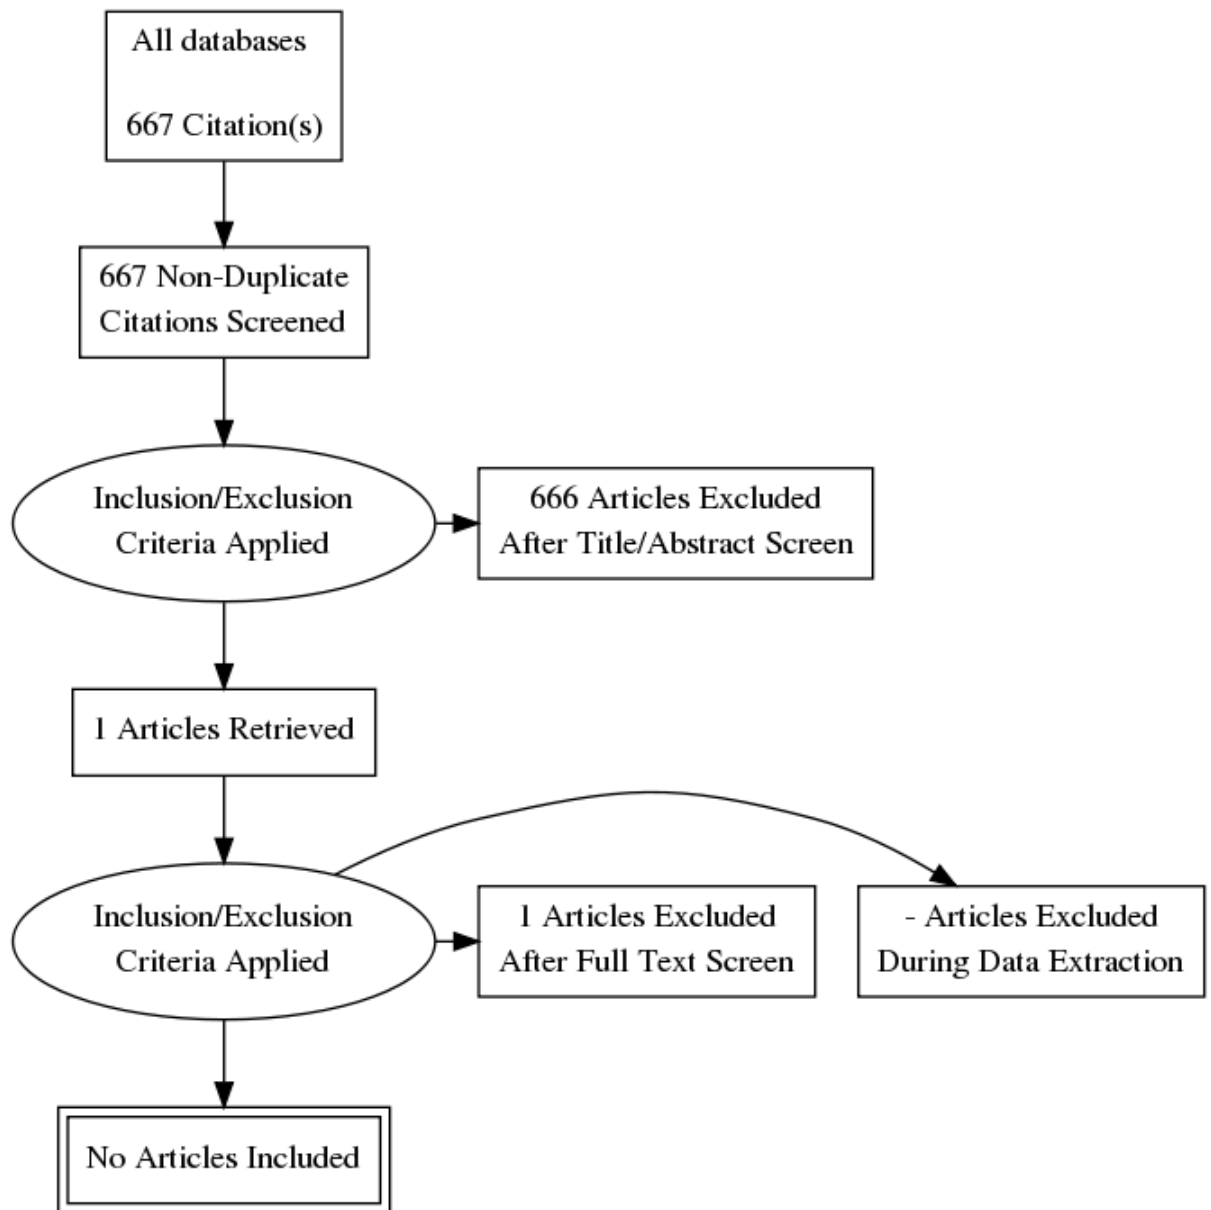 All databases
667 Citation(s)
667 Non-Duplicate
Citations Screened
Inclusion/Exclusion
Criteria Applied
666 Articles Excluded
After Title/Abstract Screen
1 Articles Retrieved
Inclusion/Exclusion
Criteria Applied
1 Articles Excluded
After Full Text Screen
- Articles Excluded
During Data Extraction
No Articles Included